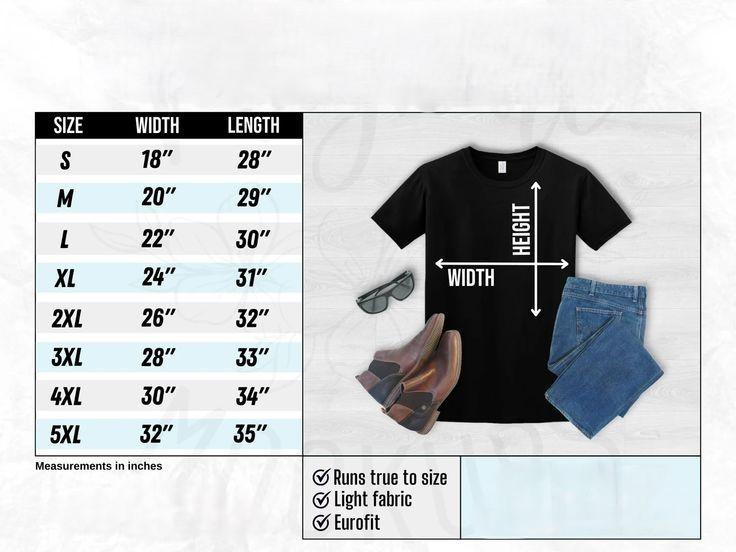 SIZE WIDTH LENGTH
S 18" 28"
M 20" 29"
L 22" 30"
XL 24" 31"
2XL 26" 32"
3XL 28" 33"
4XL 30" 34"
5XL 32" 35"
Measurements in inches
HEIGHT
WIDTH
Runs true to size
Light fabric
Eurofit